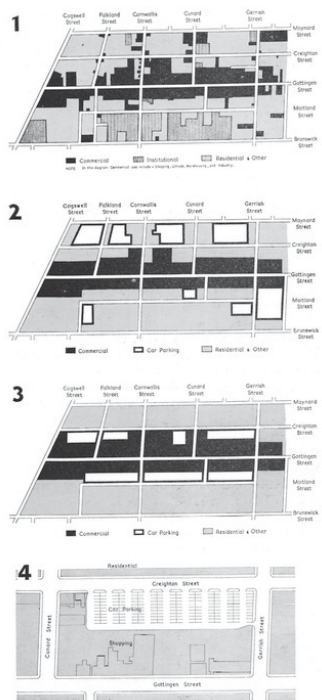 1
Cogswell Street
Falkland Street
Cornwallis Street
Cunard Street
Gerrish Street
Maynard Street
Creighton Street
Gottingen Street
Maitland Street
Brunswick Street
Commercial
Institutional
Residential & Other
NOTE
2
Cogswell Street
Falkland Street
Cornwallis Street
Cunard Street
Gerrish Street
Maynard Street
Creighton Street
Gottingen Street
Maitland Street
Brunswick Street
Commercial
Car Parking
Residential & Other
3
Cogswell Street
Falkland Street
Cornwallis Street
Cunard Street
Gerrish Street
Maynard Street
Creighton Street
Gottingen Street
Maitland Street
Brunswick Street
Commercial
Car Parking
Residential & Other
4
Residential
Creighton Street
Car Parking
Cunard Street
Shopping
Gerrish Street
Gottingen Street